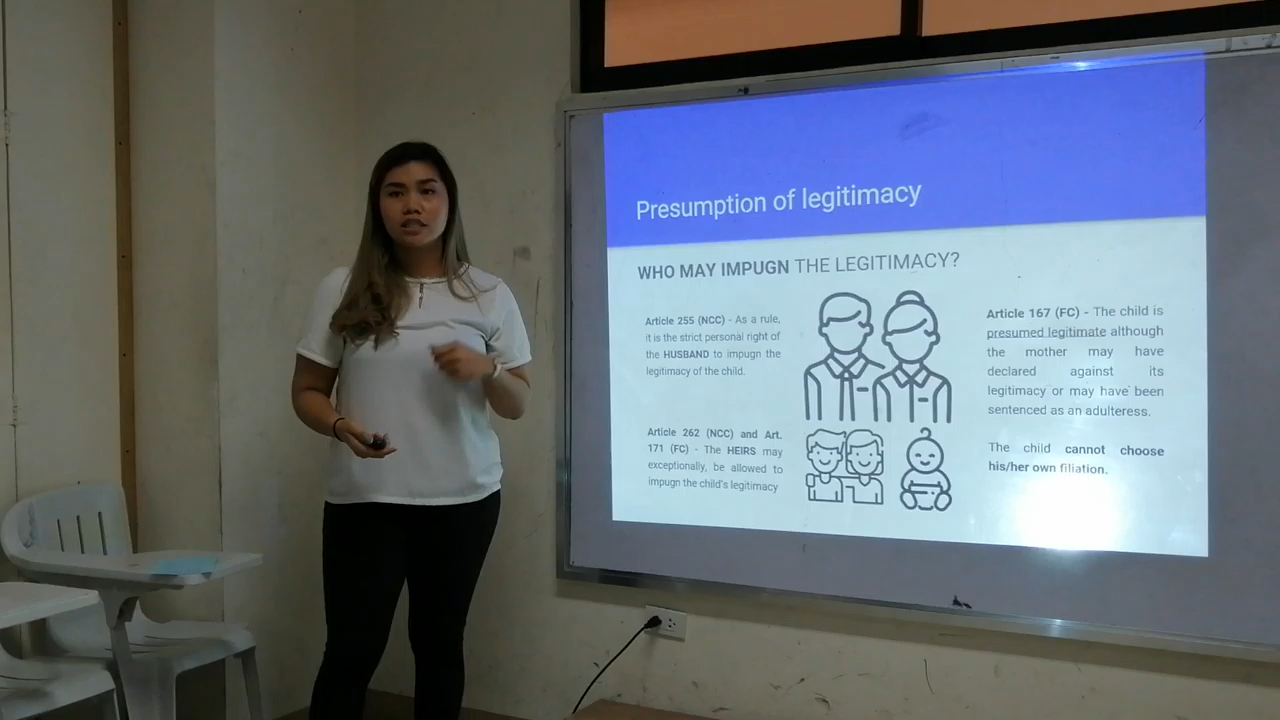 Presumption of legitimacy
WHO MAY IMPUGN THE LEGITIMACY?
Article 255 (NCC) - As a rule,
it is the strict personal right of
the HUSBAND to impugn the
legitimacy of the child.
Article 262 (NCC) and Art.
171 (FC) - The HEIRS may
exceptionally, be allowed to
impugn the child's legitimacy
Article 167 (FC) - The child is
presumed legitimate although
the mother may have
declared against its
legitimacy or may have been
sentenced as an adulteress.
The child cannot choose
his/her own filiation.